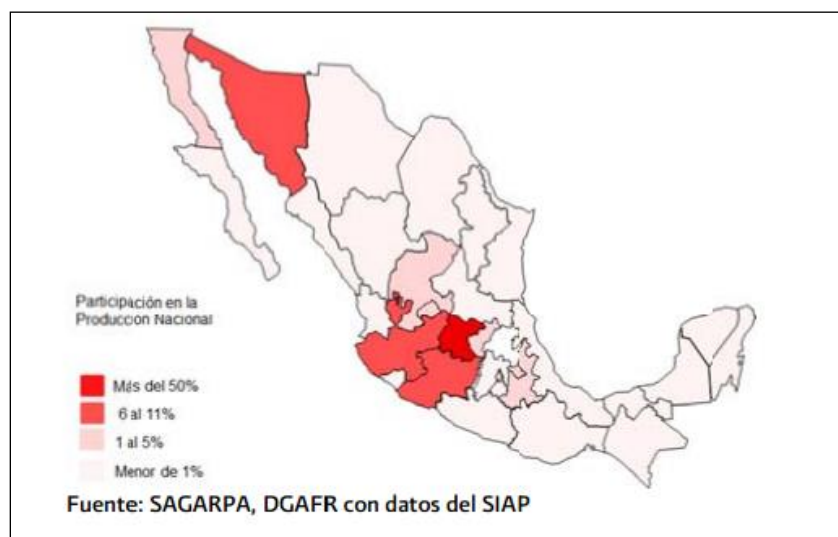 Participación en la
Produccion Nacional
Más del 50%
6 al 11%
1 al 5%
Menor de 1%
Fuente: SAGARPA, DGAFR con datos del SIAP